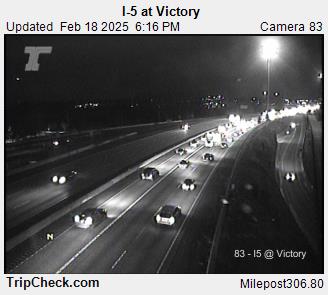 I-5 at Victory
Updated Feb 18 2025 6:16 PM Camera 83
T
N
83 - I5 @ Victory
TripCheck.com Milepost306.80